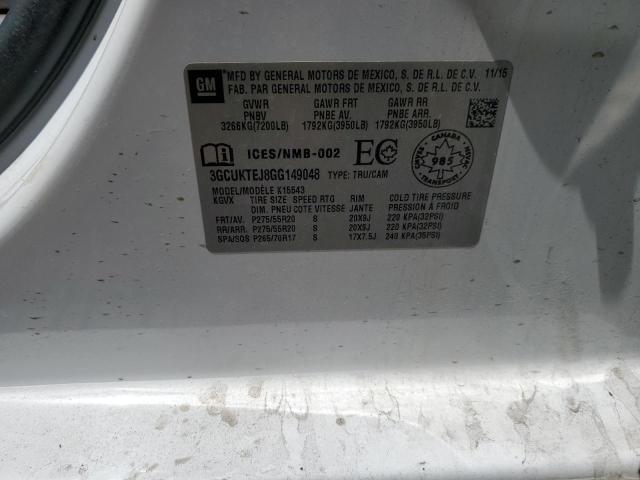 GM
MFD BY GENERAL MOTORS DE MEXICO, S. DE R.L. DE C.V. 11/15
FAB. PAR GENERAL MOTORS DE MEXICO, S. DE R.L. DE C.V.
GVWR GAWR FRT GAWR RR
PNBV PNBE AV. PNBE ARR.
3266KG(7200LB) 1792KG(3950LB) 1792KG(3950LB)
ICES/NMB-002 EC
CANADA
985
TRANSPORT
3GCUKTEJ8GG149048 TYPE: TRU/CAM
MODEL/MODÈLE K15543
KGVX TIRE SIZE SPEED RTG RIM COLD TIRE PRESSURE
DIM. PNEU COTE VITESSE JANTE PRESSION À FROID
FRT/AV. P275/55R20 S 20X9J 220 KPA(32PSI)
RR/ARR. P275/55R20 S 20X9J 220 KPA(32PSI)
SPA/SQS P265/70R17 S 17X7.5J 240 KPA(35PSI)